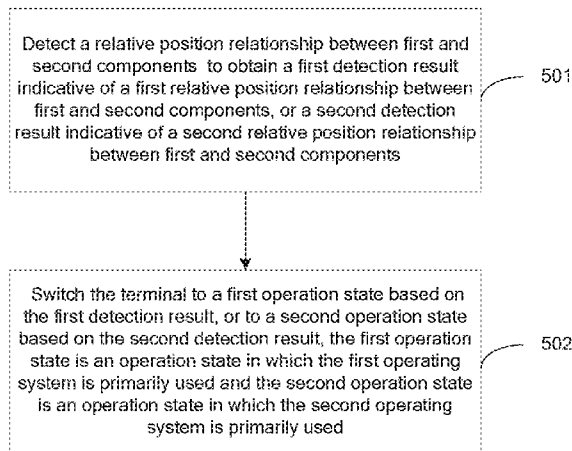 Detect a relative position relationship between first and
second components to obtain a first detection result
indicative of a first relative position relationship between
first and second components, or a second detection
result indicative of a second relative position relationship
between first and second components
501
Switch the terminal to a first operation state based on
the first detection result, or to a second operation state
based on the second detection result, the first operation
state is an operation state in which the first operating
system is primarily used and the second operation state
is an operation state in which the second operating
system is primarily used
502